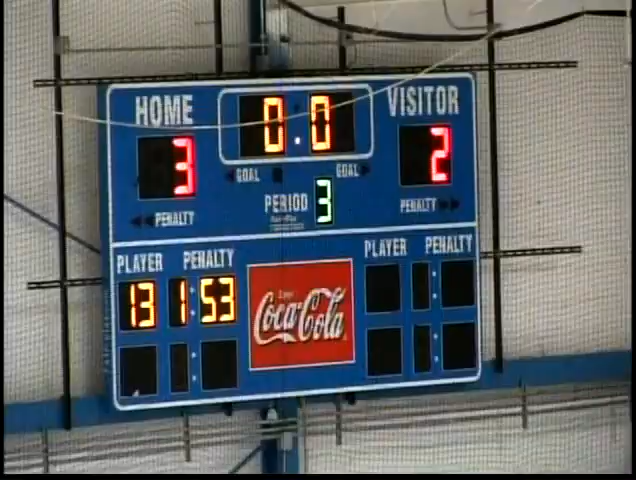 HOME 0.0 VISITOR
3 2
GOAL GOAL
PENALTY PERIOD 3 PENALTY
PLAYER PENALTY PLAYER PENALTY
13 1:53
Enjoy
Coca-Cola